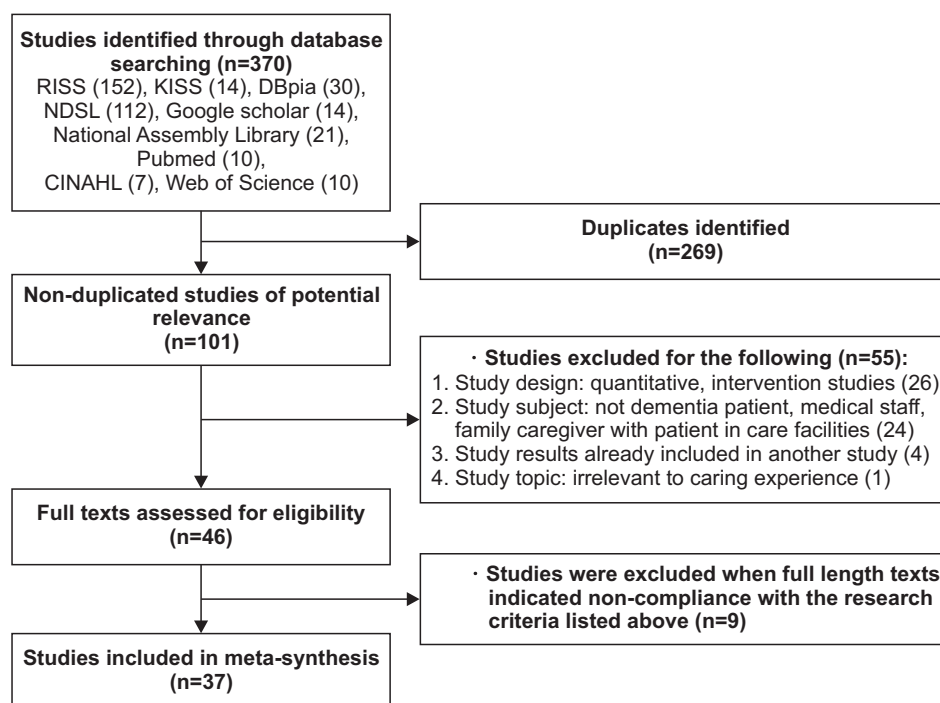 Studies identified through database
searching (n=370)
RISS (152), KISS (14), DBpia (30),
NDSL (112), Google scholar (14),
National Assembly Library (21),
Pubmed (10),
CINAHL (7), Web of Science (10)
Duplicates identified
(n=269)
Non-duplicated studies of potential
relevance
(n=101)
· Studies excluded for the following (n=55):
1. Study design: quantitative, intervention studies (26)
2. Study subject: not dementia patient, medical staff,
family caregiver with patient in care facilities (24)
3. Study results already included in another study (4)
4. Study topic: irrelevant to caring experience (1)
Full texts assessed for eligibility
(n=46)
· Studies were excluded when full length texts
indicated non-compliance with the research
criteria listed above (n=9)
Studies included in meta-synthesis
(n=37)